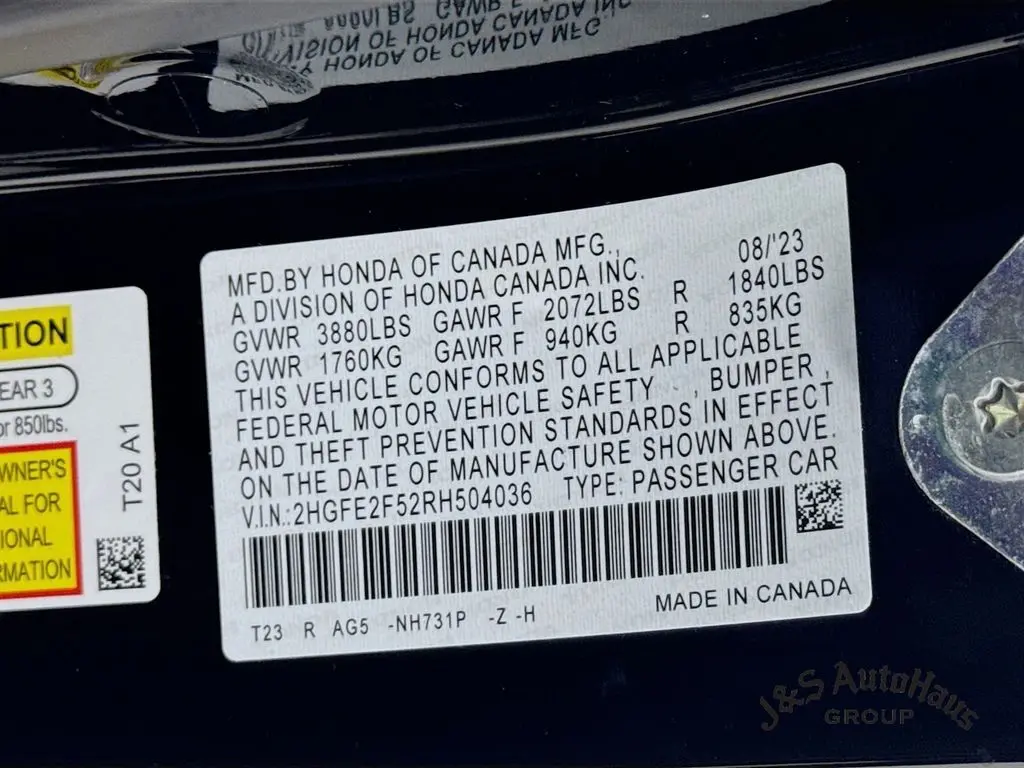 MFD.BY HONDA OF CANADA MFG., 08/'23
A DIVISION OF HONDA CANADA INC.
GVWR 3880LBS GAWR F 2072LBS R 1840LBS
GVWR 1760KG GAWR F 940KG R 835KG
THIS VEHICLE CONFORMS TO ALL APPLICABLE
FEDERAL MOTOR VEHICLE SAFETY , BUMPER ,
AND THEFT PREVENTION STANDARDS IN EFFECT
ON THE DATE OF MANUFACTURE SHOWN ABOVE.
V.I.N.:2HGFE2F52RH504036 TYPE: PASSENGER CAR
T23 R AG5 -NH731P -Z -H
MADE IN CANADA
TION
EAR 3
or 850lbs.
T20 A1
OWNER'S
AL FOR
IONAL
RMATION
HONDA OF CANADA MFG.
VISION OF HONDA CANADA INC
J&S AutoHaus
GROUP